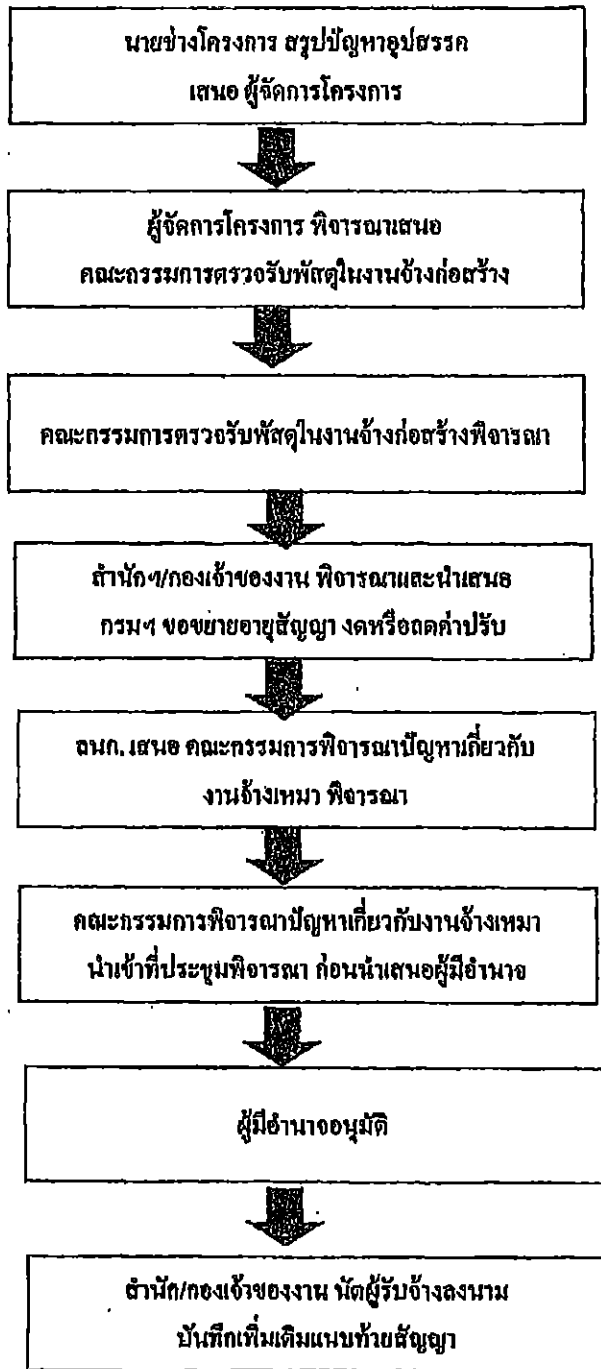 นายช่างโครงการ สรุปปัญหาอุปสรรค
เสนอ ผู้จัดการโครงการ
ผู้จัดการโครงการ พิจารณาเสนอ
คณะกรรมการตรวจรับพัสดุในงานจ้างก่อสร้าง
คณะกรรมการตรวจรับพัสดุในงานจ้างก่อสร้างพิจารณา
สำนักฯ/กองเจ้าของงาน พิจารณาและนำเสนอ
กรมฯ ขอขยายอายุสัญญา งดหรือลดค่าปรับ
ลนก. เสนอ คณะกรรมการพิจารณาปัญหาเกี่ยวกับ
งานจ้างเหมา พิจารณา
คณะกรรมการพิจารณาปัญหาเกี่ยวกับงานจ้างเหมา
นำเข้าที่ประชุมพิจารณา ก่อนนำเสนอผู้มีอำนาจ
ผู้มีอำนาจอนุมัติ
สำนัก/กองเจ้าของงาน นัดผู้รับจ้างลงนาม
บันทึกเพิ่มเติมแนบท้ายสัญญา